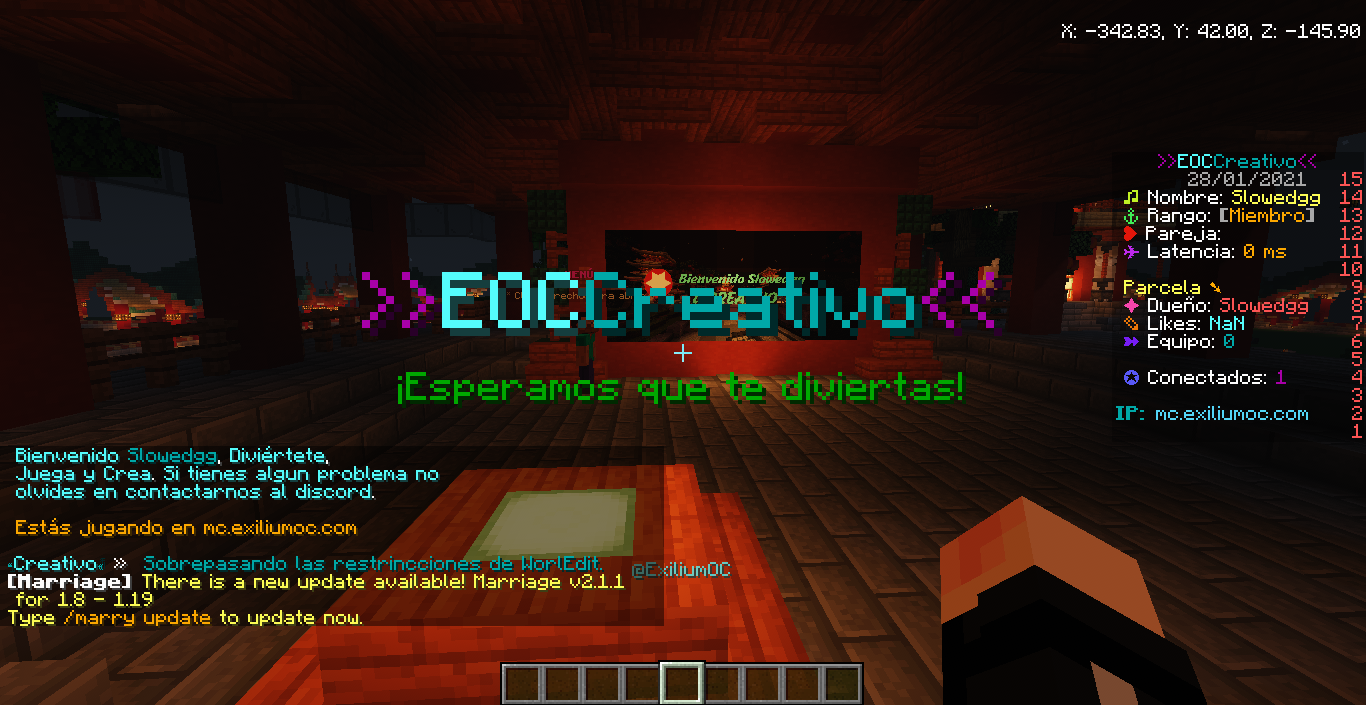 X: -342.83, Y: 42.00, Z: -145.90
>>EOCCreativo<<
28/01/2021 15
Nombre: Slowedgg 14
Rango: [Miembro] 13
Pareja: 12
Latencia: 0 ms 11
10
Parcela 9
Dueño: Slowedgg 8
Likes: NaN 7
Equipo: 0 6
5
Conectados: 1 4
3
IP: mc.exiliumoc.com 2
1
Bienvenido Slowedgg
>>EOCCreativo<<
¡Esperamos que te diviertas!
Bienvenido Slowedgg, Diviértete,
Juega y Crea. Si tienes algun problema no
olvides en contactarnos al discord.
Estás jugando en mc.exiliumoc.com
Creativo » Sobrepasando las restrincciones de WorlEdit.
@ExiliumOC
[Marriage] There is a new update available! Marriage v2.1.1
for 1.8 - 1.19
Type /marry update to update now.